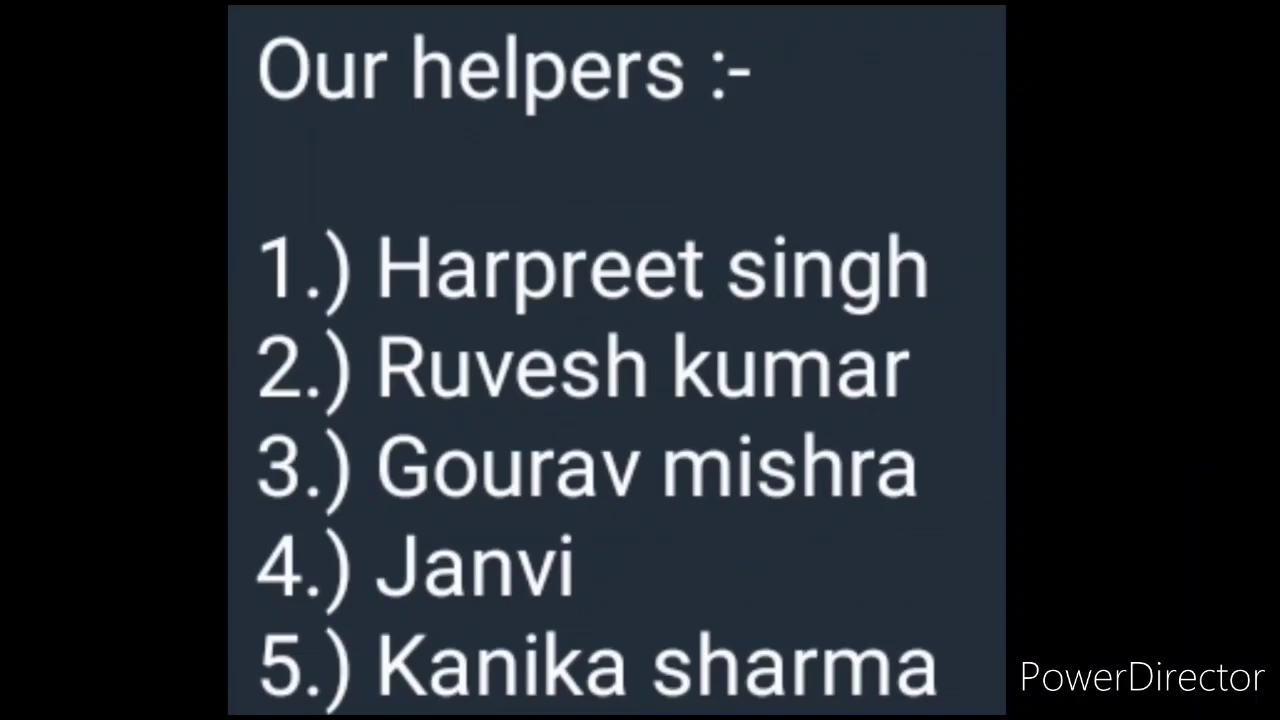 Our helpers :-
1.) Harpreet singh
2.) Ruvesh kumar
3.) Gourav mishra
4.) Janvi
5.) Kanika sharma
PowerDirector